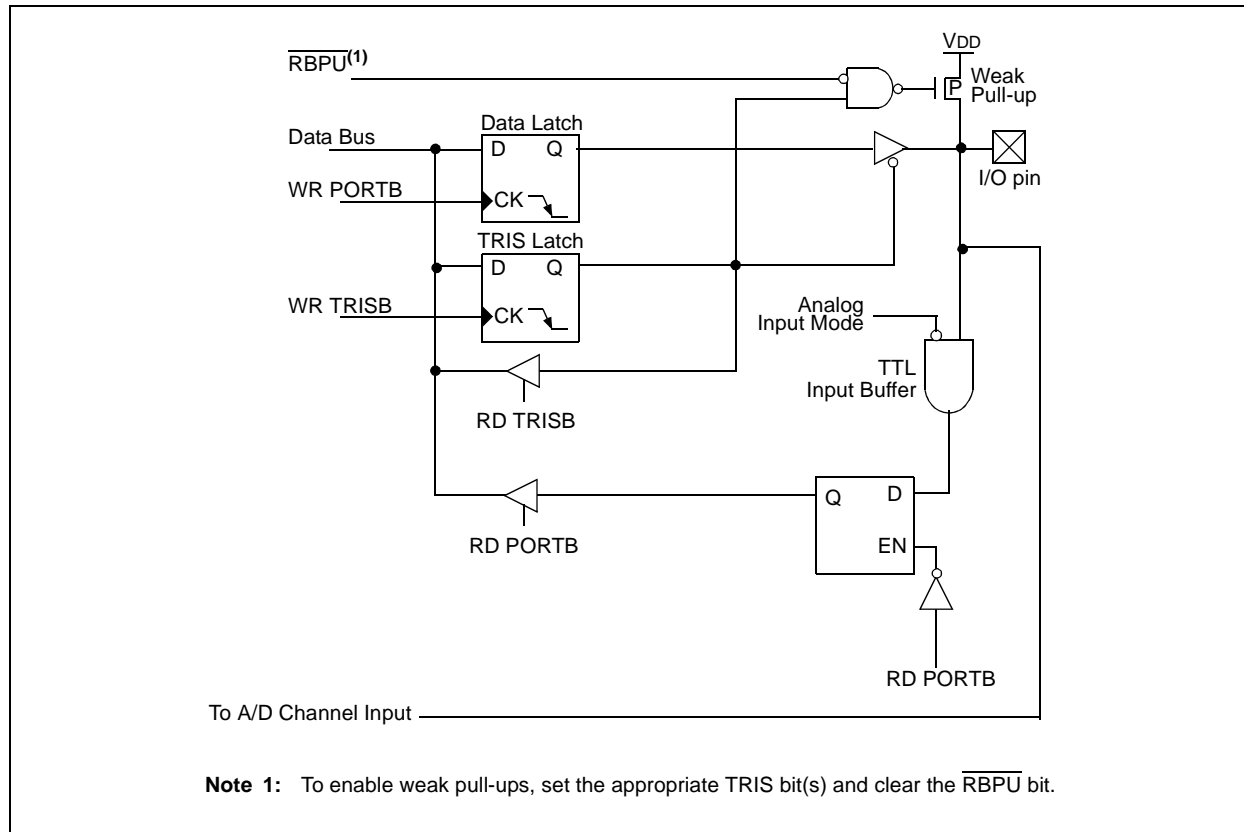 VDD
RBPU(1)
Weak
P
Pull-up
Data Latch
Data Bus
D Q
I/O pin
WR PORTB
CK
TRIS Latch
D Q
WR TRISB
CK
Analog
Input Mode
TTL
Input Buffer
RD TRISB
Q D
EN
RD PORTB
RD PORTB
To A/D Channel Input
Note 1: To enable weak pull-ups, set the appropriate TRIS bit(s) and clear the RBPU bit.